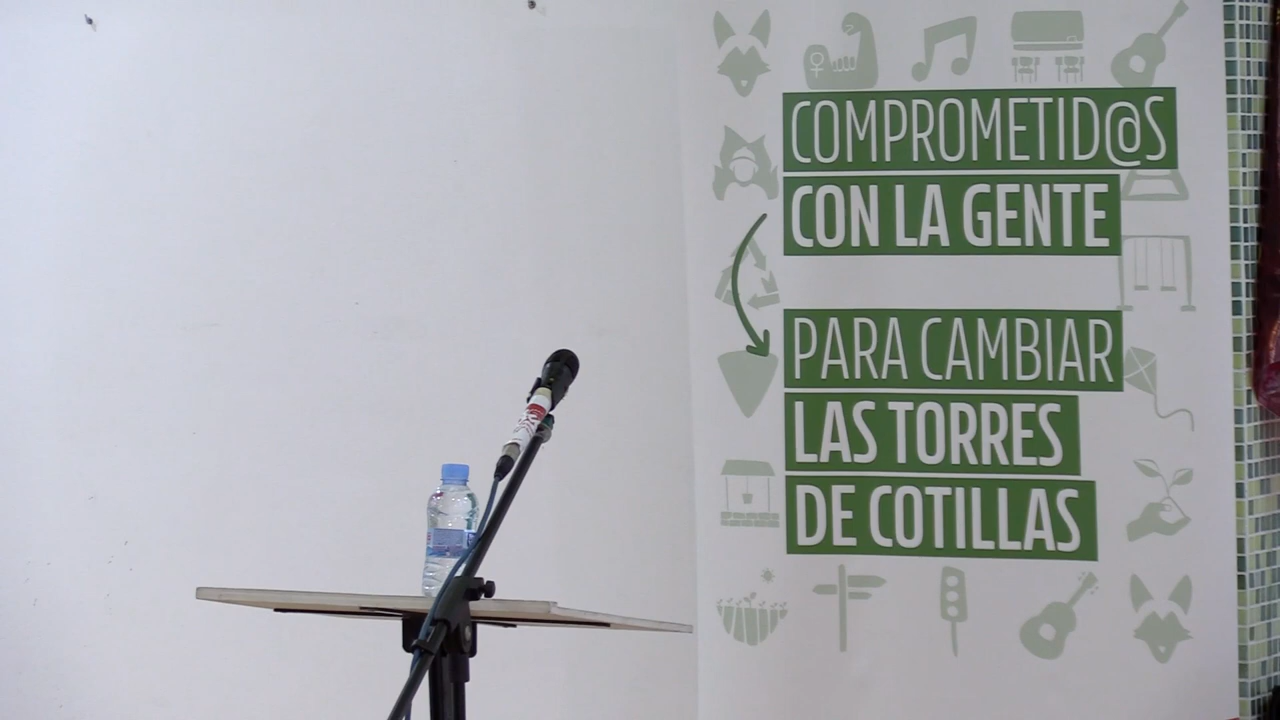 COMPROMETID@S
CON LA GENTE
PARA CAMBIAR
LAS TORRES
DE COTILLAS